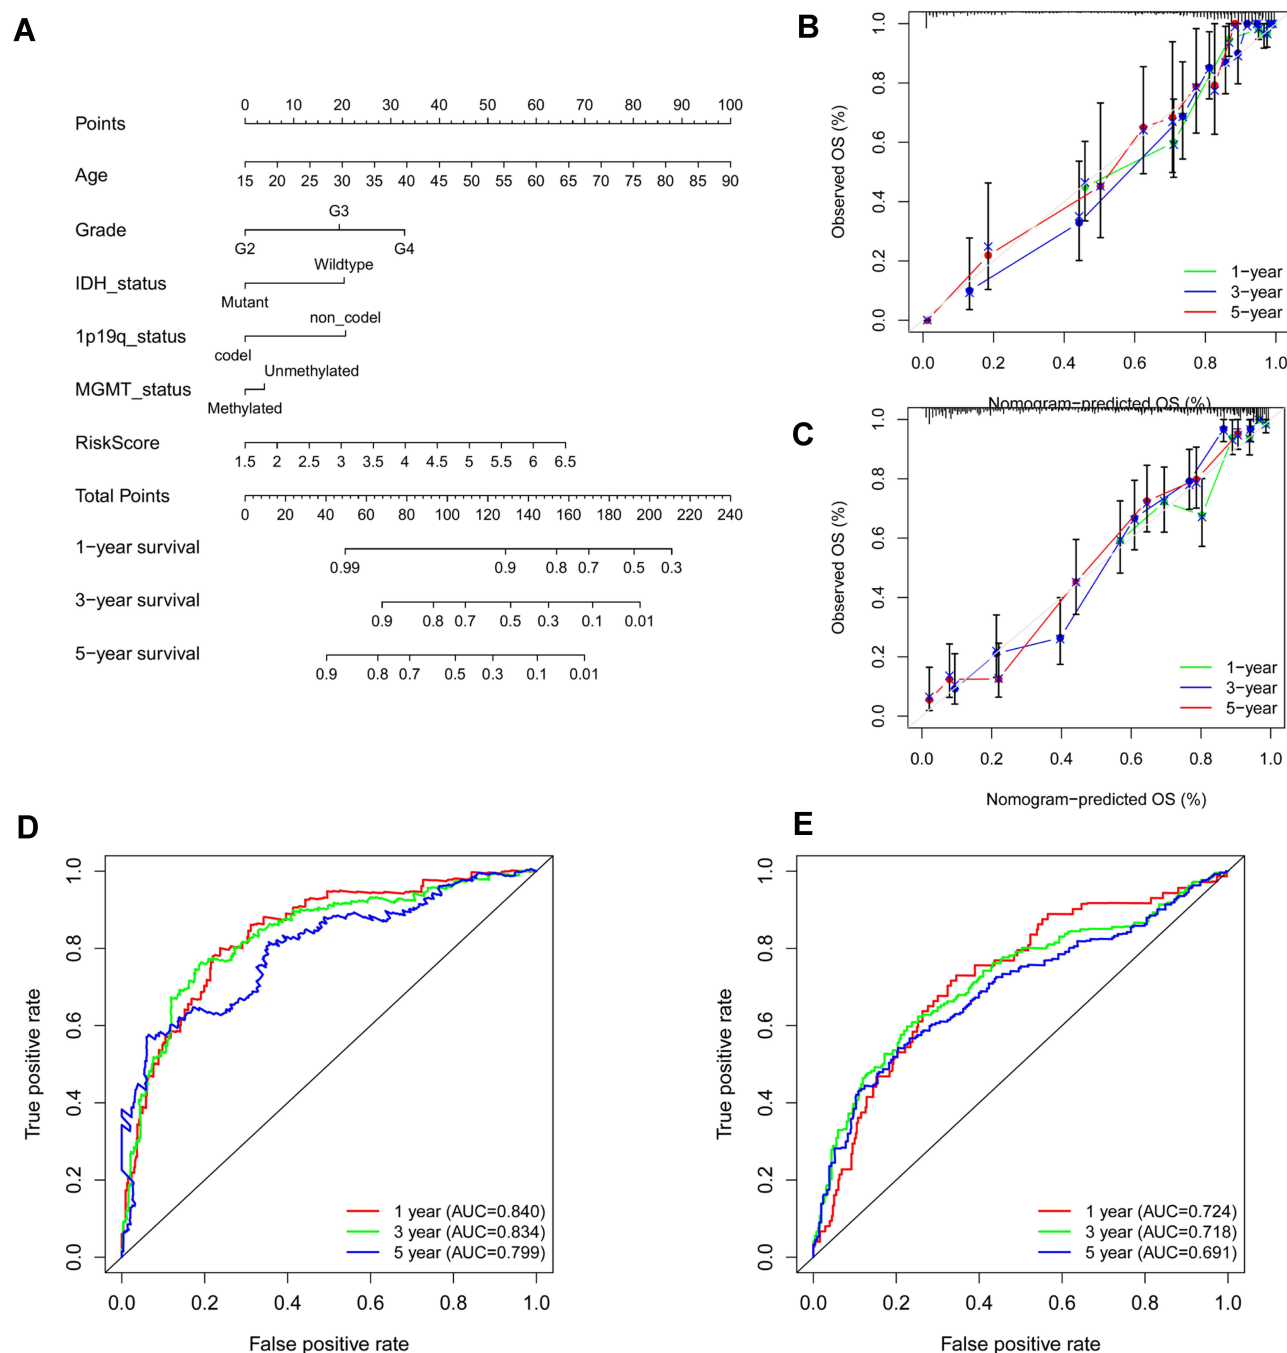 A
0 10 20 30 40 50 60 70 80 90 100
Points
Age
15 20 25 30 35 40 45 50 55 60 65 70 75 80 85 90
G3
Grade
G2 G4
Wildtype
IDH_status
Mutant
non_codel
1p19q_status
codel
Unmethylated
MGMT_status
Methylated
RiskScore
1.5 2 2.5 3 3.5 4 4.5 5 5.5 6 6.5
Total Points
0 20 40 60 80 100 120 140 160 180 200 220 240
1−year survival
0.99 0.9 0.8 0.7 0.5 0.3
3−year survival
0.9 0.8 0.7 0.5 0.3 0.1 0.01
5−year survival
0.9 0.8 0.7 0.5 0.3 0.1 0.01
B
Observed OS (%)
1.0
0.8
0.6
0.4
0.2
0.0
1−year
3−year
5−year
0.0 0.2 0.4 0.6 0.8 1.0
Nomogram−predicted OS (%)
C
Observed OS (%)
1.0
0.8
0.6
0.4
0.2
0.0
1−year
3−year
5−year
0.0 0.2 0.4 0.6 0.8 1.0
Nomogram−predicted OS (%)
D
True positive rate
1.0
0.8
0.6
0.4
0.2
0.0
1 year (AUC=0.840)
3 year (AUC=0.834)
5 year (AUC=0.799)
0.0 0.2 0.4 0.6 0.8 1.0
False positive rate
E
True positive rate
1.0
0.8
0.6
0.4
0.2
0.0
1 year (AUC=0.724)
3 year (AUC=0.718)
5 year (AUC=0.691)
0.0 0.2 0.4 0.6 0.8 1.0
False positive rate